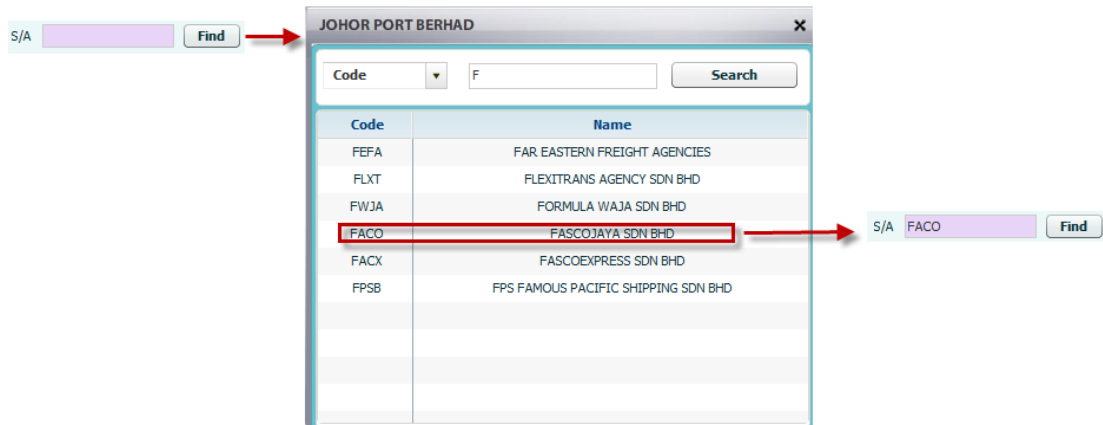 S/A Find
JOHOR PORT BERHAD
Code F Search
Code Name
FEFA FAR EASTERN FREIGHT AGENCIES
FLXT FLEXITRANS AGENCY SDN BHD
FWJA FORMULA WAJA SDN BHD
FACO FASCOJAYA SDN BHD
FACX FASCOEXPRESS SDN BHD
FPSB FPS FAMOUS PACIFIC SHIPPING SDN BHD
S/A FACO Find